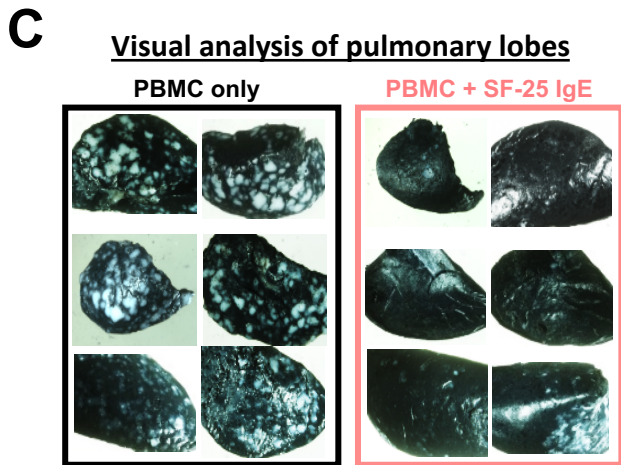 C
Visual analysis of pulmonary lobes
PBMC only
PBMC + SF-25 IgE